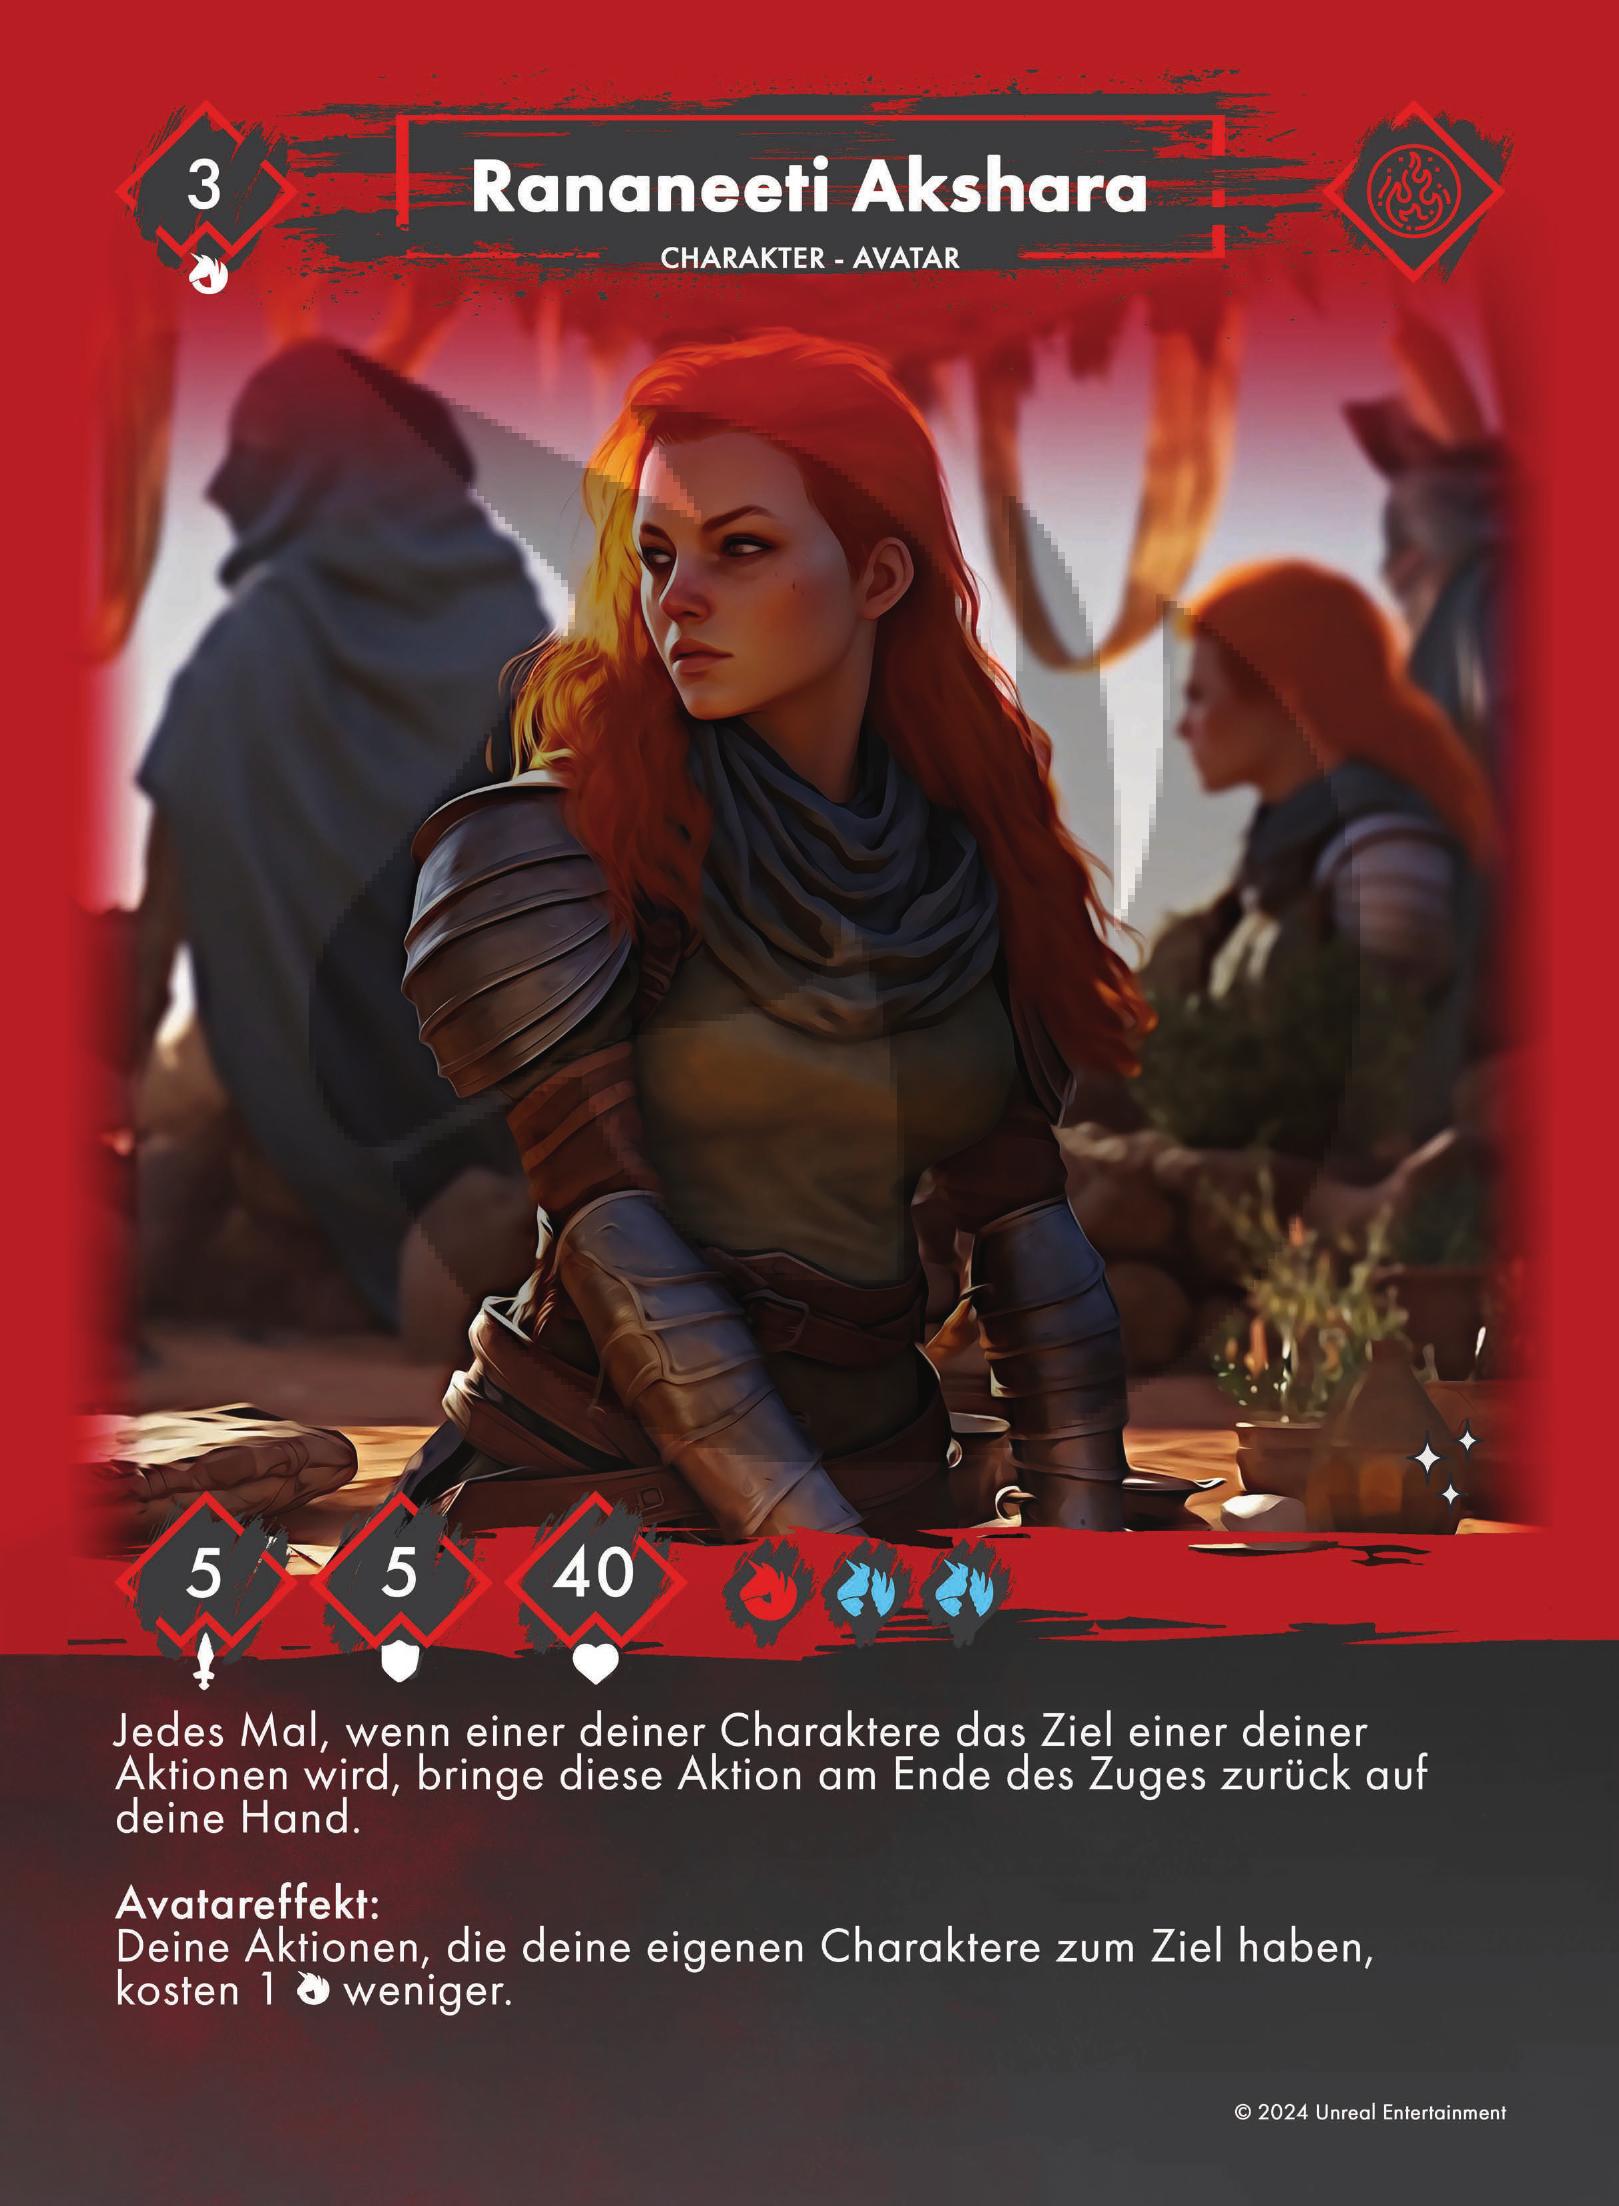 3
Rananeeti Akshara
CHARAKTER - AVATAR
5
5
40
Jedes Mal, wenn einer deiner Charaktere das Ziel einer deiner
Aktionen wird, bringe diese Aktion am Ende des Zuges zurück auf
deine Hand.
Avatareffekt:
Deine Aktionen, die deine eigenen Charaktere zum Ziel haben,
kosten 1 weniger.
© 2024 Unreal Entertainment